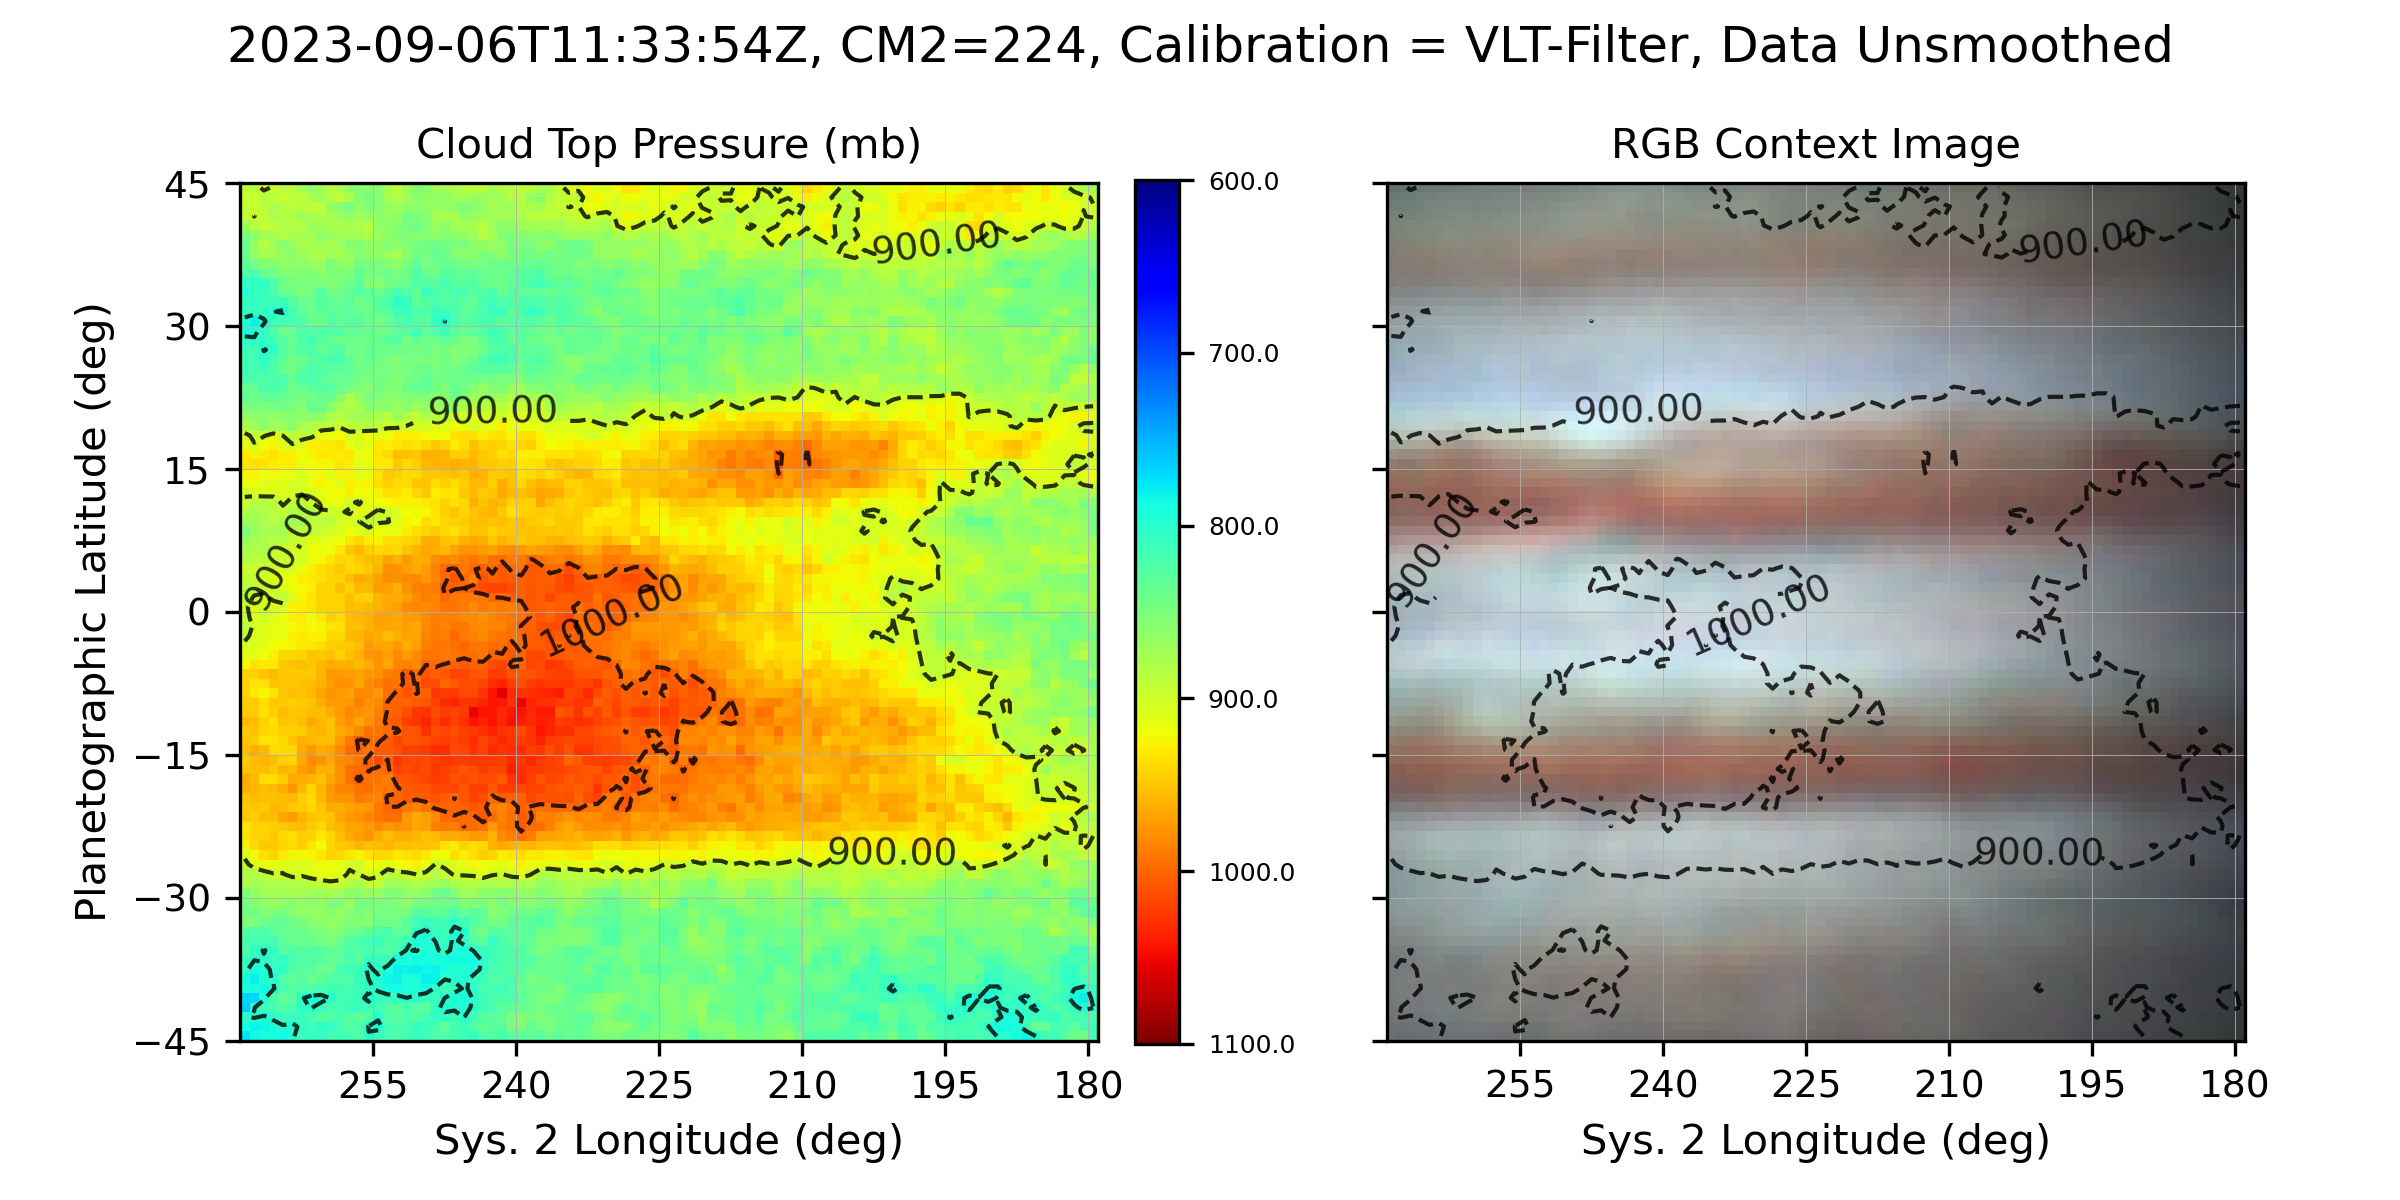 2023-09-06T11:33:54Z, CM2=224, Calibration = VLT-Filter, Data Unsmoothed
Cloud Top Pressure (mb)
RGB Context Image
Planetographic Latitude (deg)
45
30
15
0
−15
−30
−45
900.00
900.00
900.00
1000.00
900.00
255 240 225 210 195 180
Sys. 2 Longitude (deg)
600.0
700.0
800.0
900.0
1000.0
1100.0
900.00
900.00
900.00
1000.00
900.00
255 240 225 210 195 180
Sys. 2 Longitude (deg)